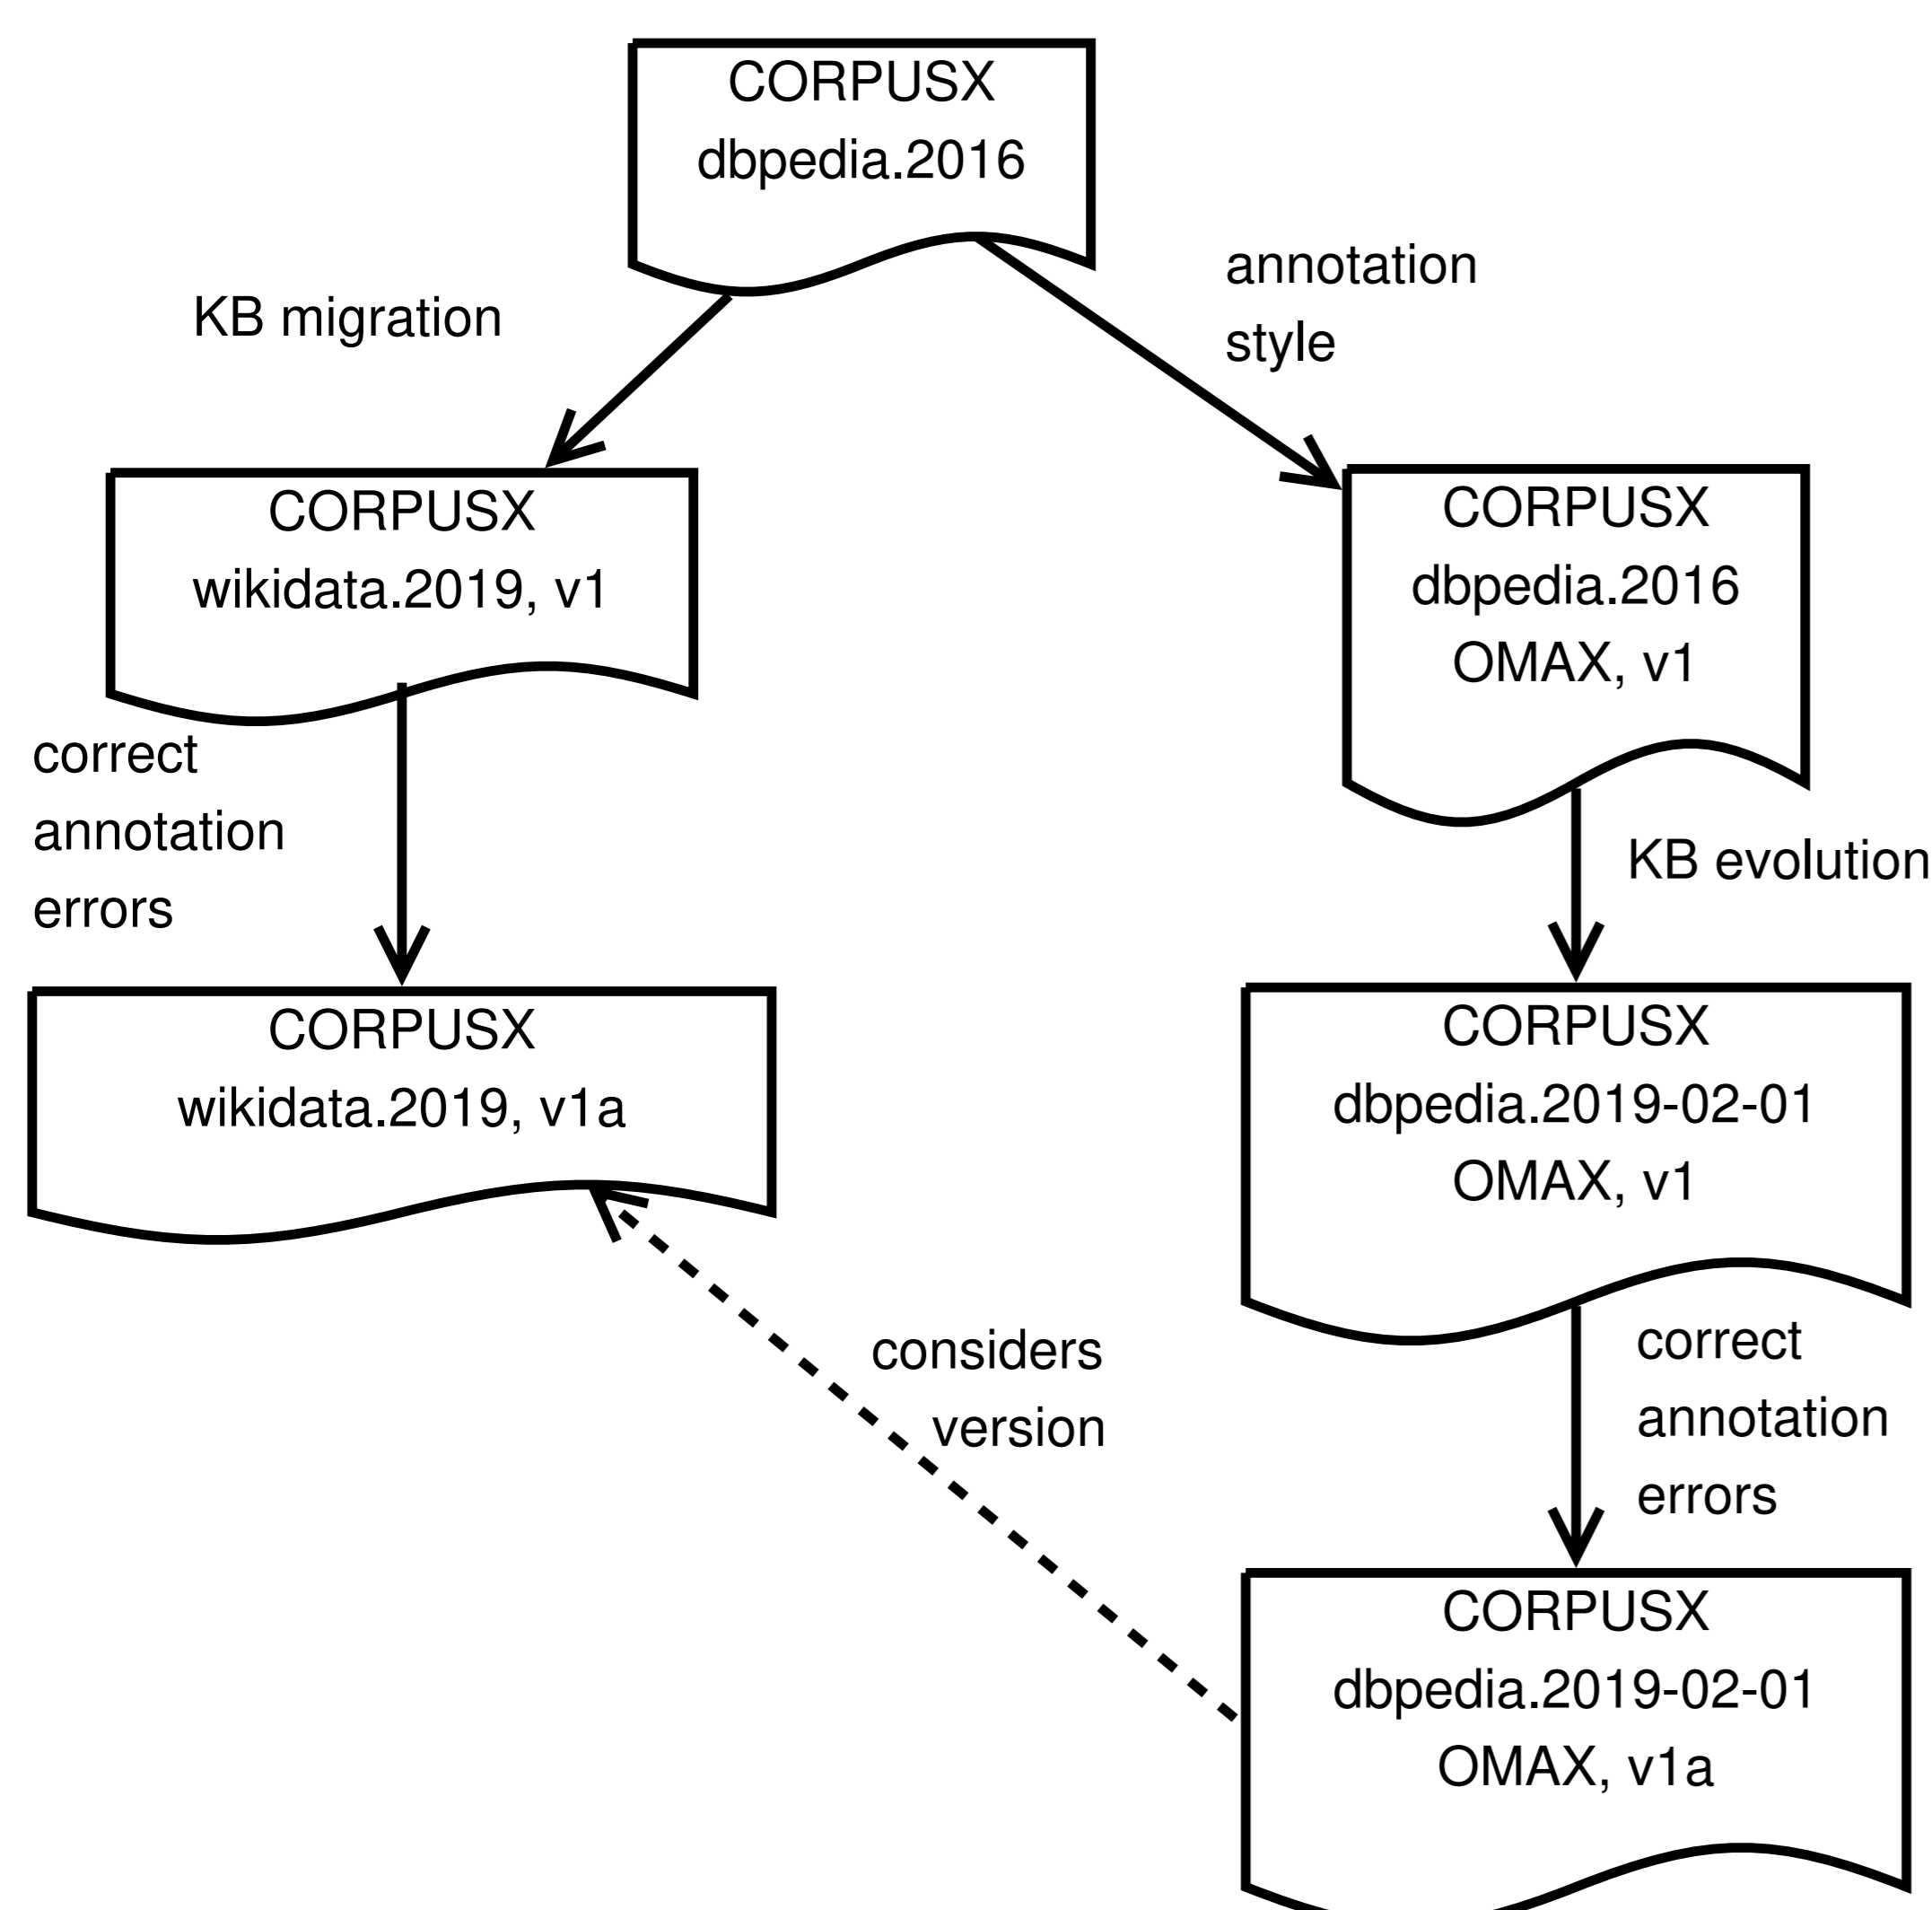 CORPUSX
dbpedia.2016
KB migration
annotation
style
CORPUSX
wikidata.2019, v1
CORPUSX
dbpedia.2016
OMAX, v1
correct
annotation
errors
KB evolution
CORPUSX
wikidata.2019, v1a
CORPUSX
dbpedia.2019-02-01
OMAX, v1
considers
version
correct
annotation
errors
CORPUSX
dbpedia.2019-02-01
OMAX, v1a